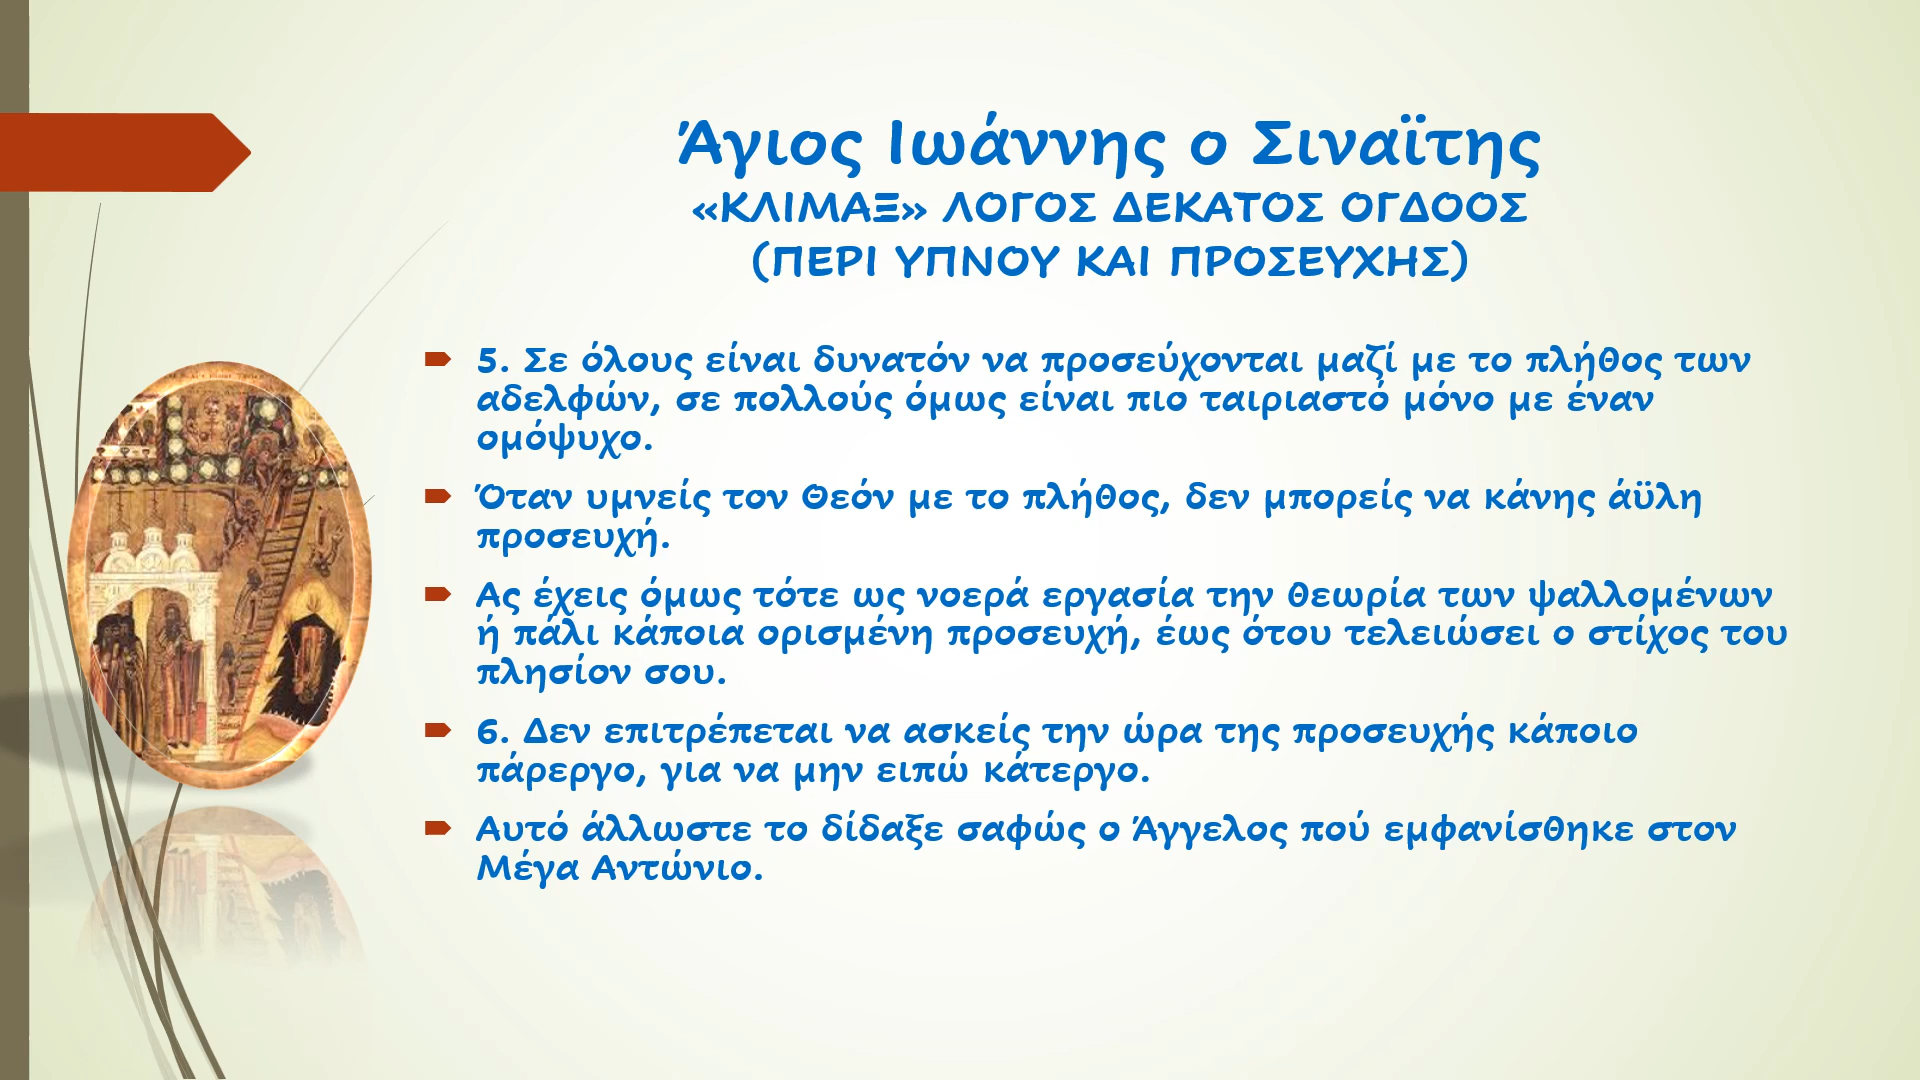 Άγιος Ιωάννης ο Σιναϊτης
«ΚΛΙΜΑΞ» ΛΟΓΟΣ ΔΕΚΑΤΟΣ ΟΓΔΟΟΣ
(ΠΕΡΙ ΥΠΝΟΥ ΚΑΙ ΠΡΟΣΕΥΧΗΣ)
5. Σε όλους είναι δυνατόν να προσεύχονται μαζί με το πλήθος των
αδελφών, σε πολλούς όμως είναι πιο ταιριαστό μόνο με έναν
ομόψυχο.
Όταν υμνείς τον Θεόν με το πλήθος, δεν μπορείς να κάνης άϋλη
προσευχή.
Ας έχεις όμως τότε ως νοερά εργασία την θεωρία των ψαλλομένων
ή πάλι κάποια ορισμένη προσευχή, έως ότου τελειώσει ο στίχος του
πλησίον σου.
6. Δεν επιτρέπεται να ασκείς την ώρα της προσευχής κάποιο
πάρεργο, για να μην ειπώ κάτεργο.
Αυτό άλλωστε το δίδαξε σαφώς ο Άγγελος πού εμφανίσθηκε στον
Μέγα Αντώνιο.